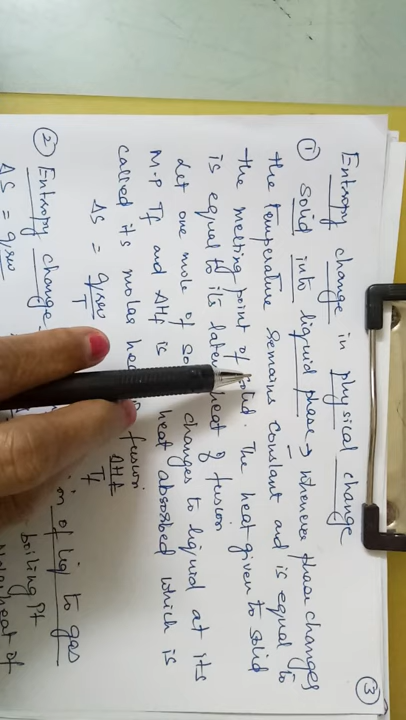 ③
Entropy change in physical change
① Solid into liquid phase → Whenever these changes
the temperature remains constant and is equal to
the melting point of solid. The heat given to solid
is equal to its latent heat of fusion
Let one mole of so changes to liquid at its
M.P Tf and ΔHf is heat absorbed which is
called its molar hea fusion
ΔS = qrev/T ΔHf/Tf
② Entropy change of liq to gas
ΔS = qrev boiling pt
heat of